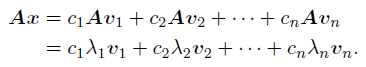 Ax = c₁Av₁ + c₂Av₂ + ··· + cₙAvₙ
= c₁λ₁v₁ + c₂λ₂v₂ + ··· + cₙλₙvₙ.